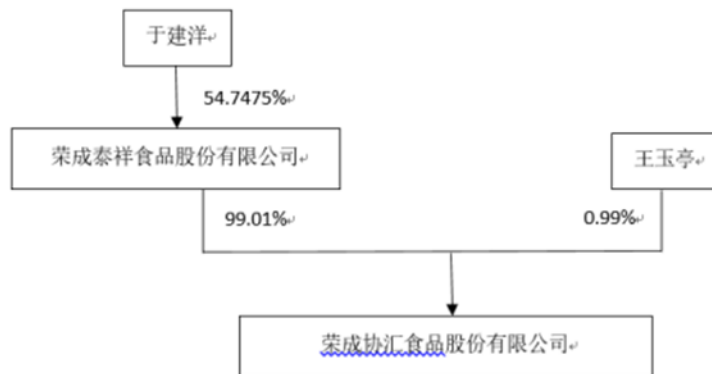 于建洋
54.7475%
荣成泰祥食品股份有限公司
王玉亭
99.01%
0.99%
荣成协汇食品股份有限公司